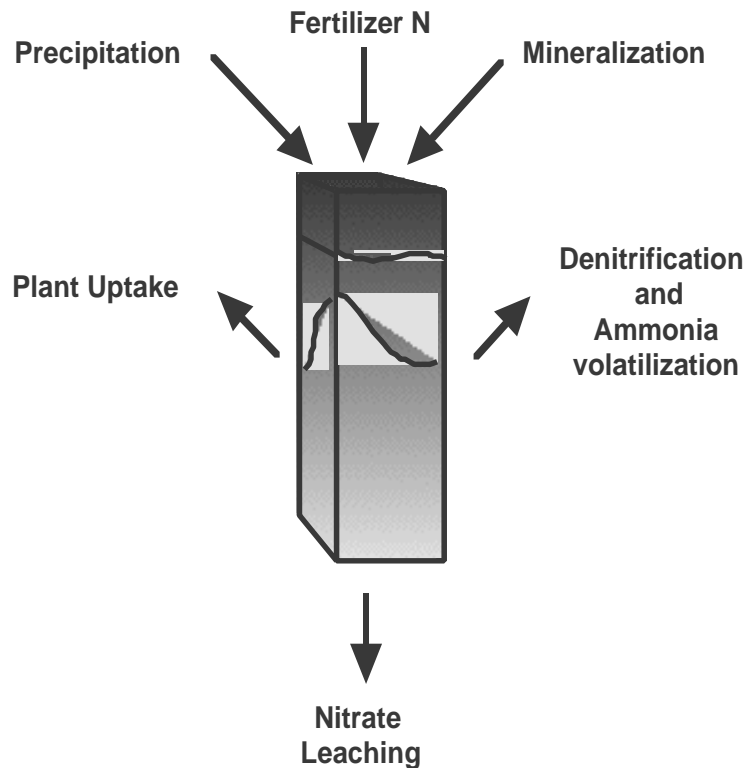 Fertilizer N
Precipitation
Mineralization
Plant Uptake
Denitrification
and
Ammonia
volatilization
Nitrate
Leaching